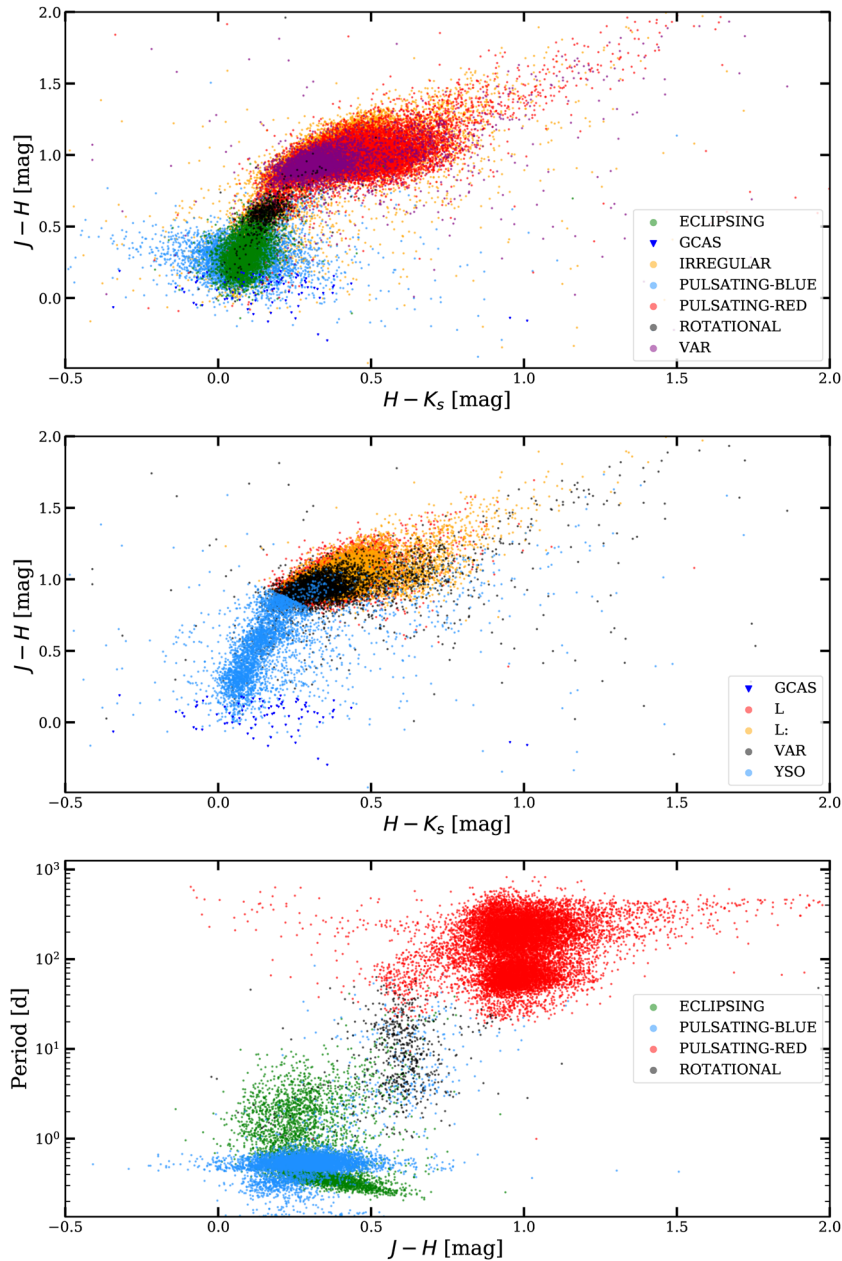 2.0
1.5
1.0
0.5
0.0
J − H [mag]
ECLIPSING
GCAS
IRREGULAR
PULSATING-BLUE
PULSATING-RED
ROTATIONAL
VAR
−0.5 0.0 0.5 1.0 1.5 2.0
H − Ks [mag]
2.0
1.5
1.0
0.5
0.0
J − H [mag]
GCAS
L
L:
VAR
YSO
−0.5 0.0 0.5 1.0 1.5 2.0
H − Ks [mag]
10³
10²
10¹
10⁰
Period [d]
ECLIPSING
PULSATING-BLUE
PULSATING-RED
ROTATIONAL
−0.5 0.0 0.5 1.0 1.5 2.0
J − H [mag]